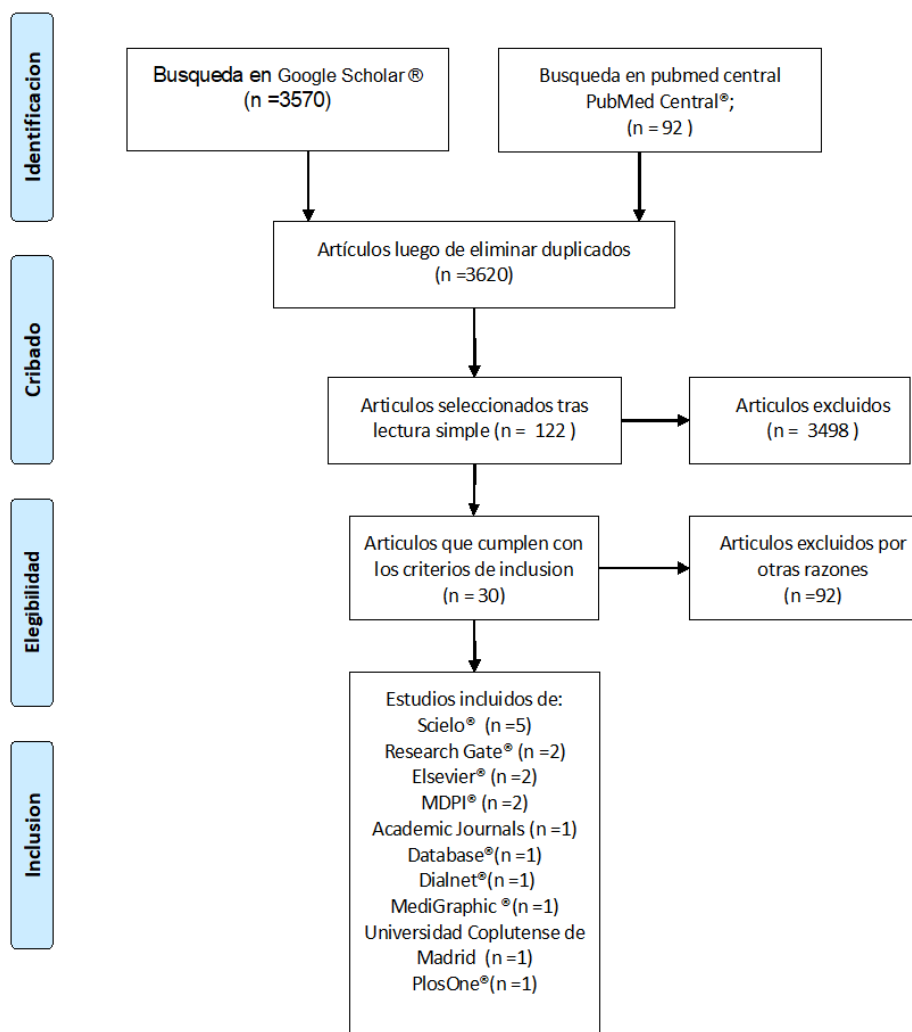 Identificacion
Busqueda en Google Scholar ®
(n =3570)
Busqueda en pubmed central
PubMed Central®;
(n = 92 )
Artículos luego de eliminar duplicados
(n =3620)
Cribado
Articulos seleccionados tras
lectura simple (n = 122 )
Articulos excluidos
(n = 3498 )
Elegibilidad
Articulos que cumplen con
los criterios de inclusion
(n = 30)
Articulos excluidos por
otras razones
(n =92)
Inclusion
Estudios incluidos de:
Scielo® (n =5)
Research Gate® (n =2)
Elsevier® (n =2)
MDPI® (n =2)
Academic Journals (n =1)
Database®(n =1)
Dialnet®(n =1)
MediGraphic ®(n =1)
Universidad Coplutense de
Madrid (n =1)
PlosOne®(n =1)